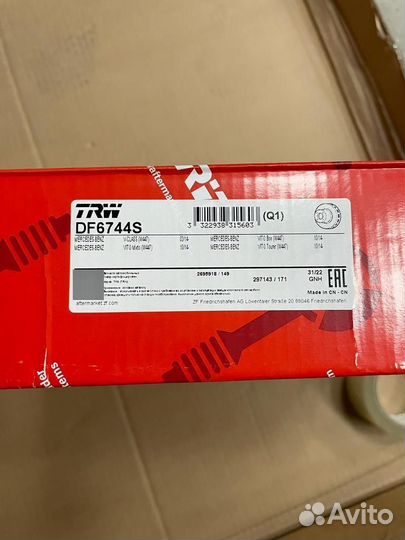 TRW
DF6744S
3 322938 315603
(Q1)
MERCEDES-BENZ V-CLASS (W447) 03/14 MERCEDES-BENZ VITO Box (W447) 10/14
MERCEDES-BENZ VITO Mixto (W447) 10/14 MERCEDES-BENZ VITO Tourer (W447) 10/14
2695918 / 149
297143 / 171
31/22
GNH
EAC
Made in CN - CN
aftermarket.zf.com
ZF Friedrichshafen AG Löwentaler Straße 20 88046 Friedrichshafen
aftermarket
Avito